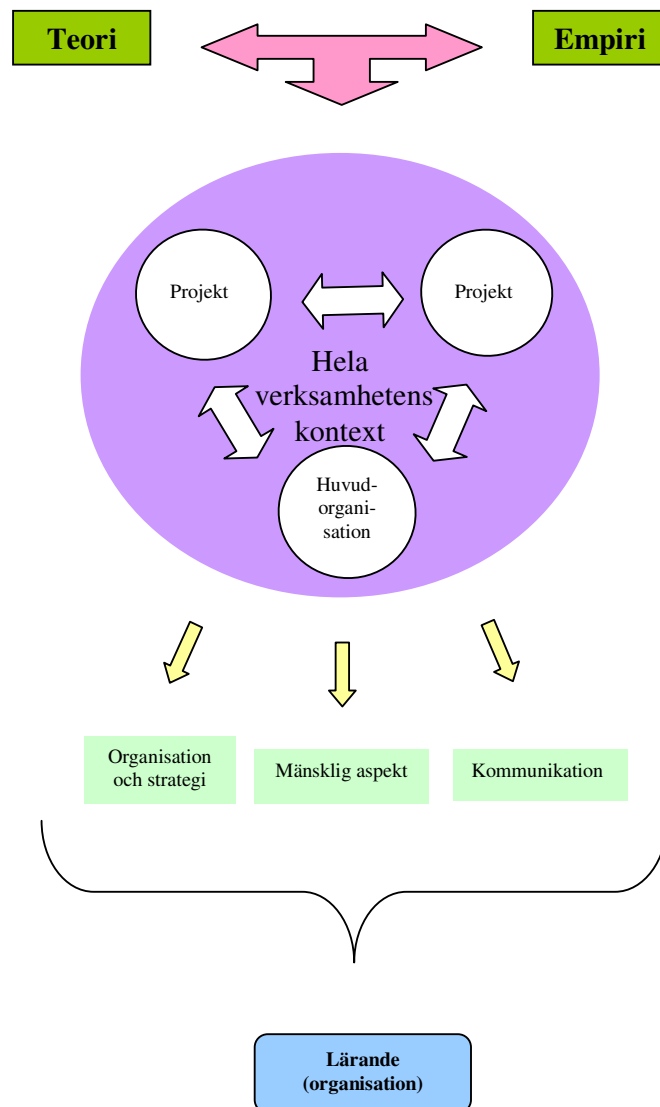 Teori
Empiri
Projekt
Projekt
Hela
verksamhetens
kontext
Huvud-
organi-
sation
Organisation
och strategi
Mänsklig aspekt
Kommunikation
Lärande
(organisation)